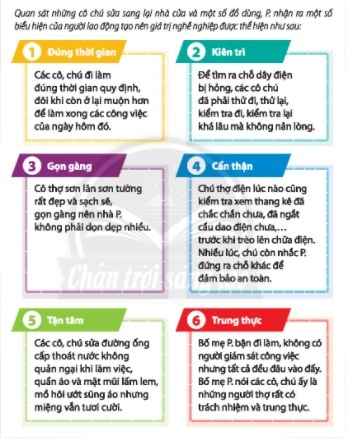 Quan sát những cô chú sửa sang lại nhà cửa và một số đồ dùng, P. nhận ra một số
biểu hiện của người lao động tạo nên giá trị nghề nghiệp được thể hiện như sau:
1 Đúng thời gian
Các cô, chú đi làm
đúng thời gian quy định,
đôi khi còn ở lại muộn hơn
để làm xong các công việc
của ngày hôm đó.
2 Kiên trì
Để tìm ra chỗ dây điện
bị hỏng, các cô chú
đã phải thử đi, thử lại,
kiểm tra đi, kiểm tra lại
khá lâu mà không nản lòng.
3 Gọn gàng
Cô thợ sơn lăn sơn tường
rất đẹp và sạch sẽ,
gọn gàng nên nhà P.
không phải dọn dẹp nhiều.
4 Cẩn thận
Chú thợ điện lúc nào cũng
kiểm tra xem thang kê đã
chắc chắn chưa, đã ngắt
cầu dao điện chưa,...
trước khi trèo lên chữa điện.
Nhiều lúc, chú còn nhắc P.
đứng ra chỗ khác để
đảm bảo an toàn.
5 Tận tâm
Các cô, chú sửa đường ống
cấp thoát nước không
quản ngại khi làm việc,
quần áo và mặt mũi lấm lem,
mồ hôi ướt sũng áo nhưng
miệng vẫn tươi cười.
6 Trung thực
Bố mẹ P. bận đi làm, không có
người giám sát công việc
nhưng tất cả đều đâu vào đấy.
Bố mẹ P. nói các cô, chú ấy là
những người thợ rất có
trách nhiệm và trung thực.
Chân trời sáng